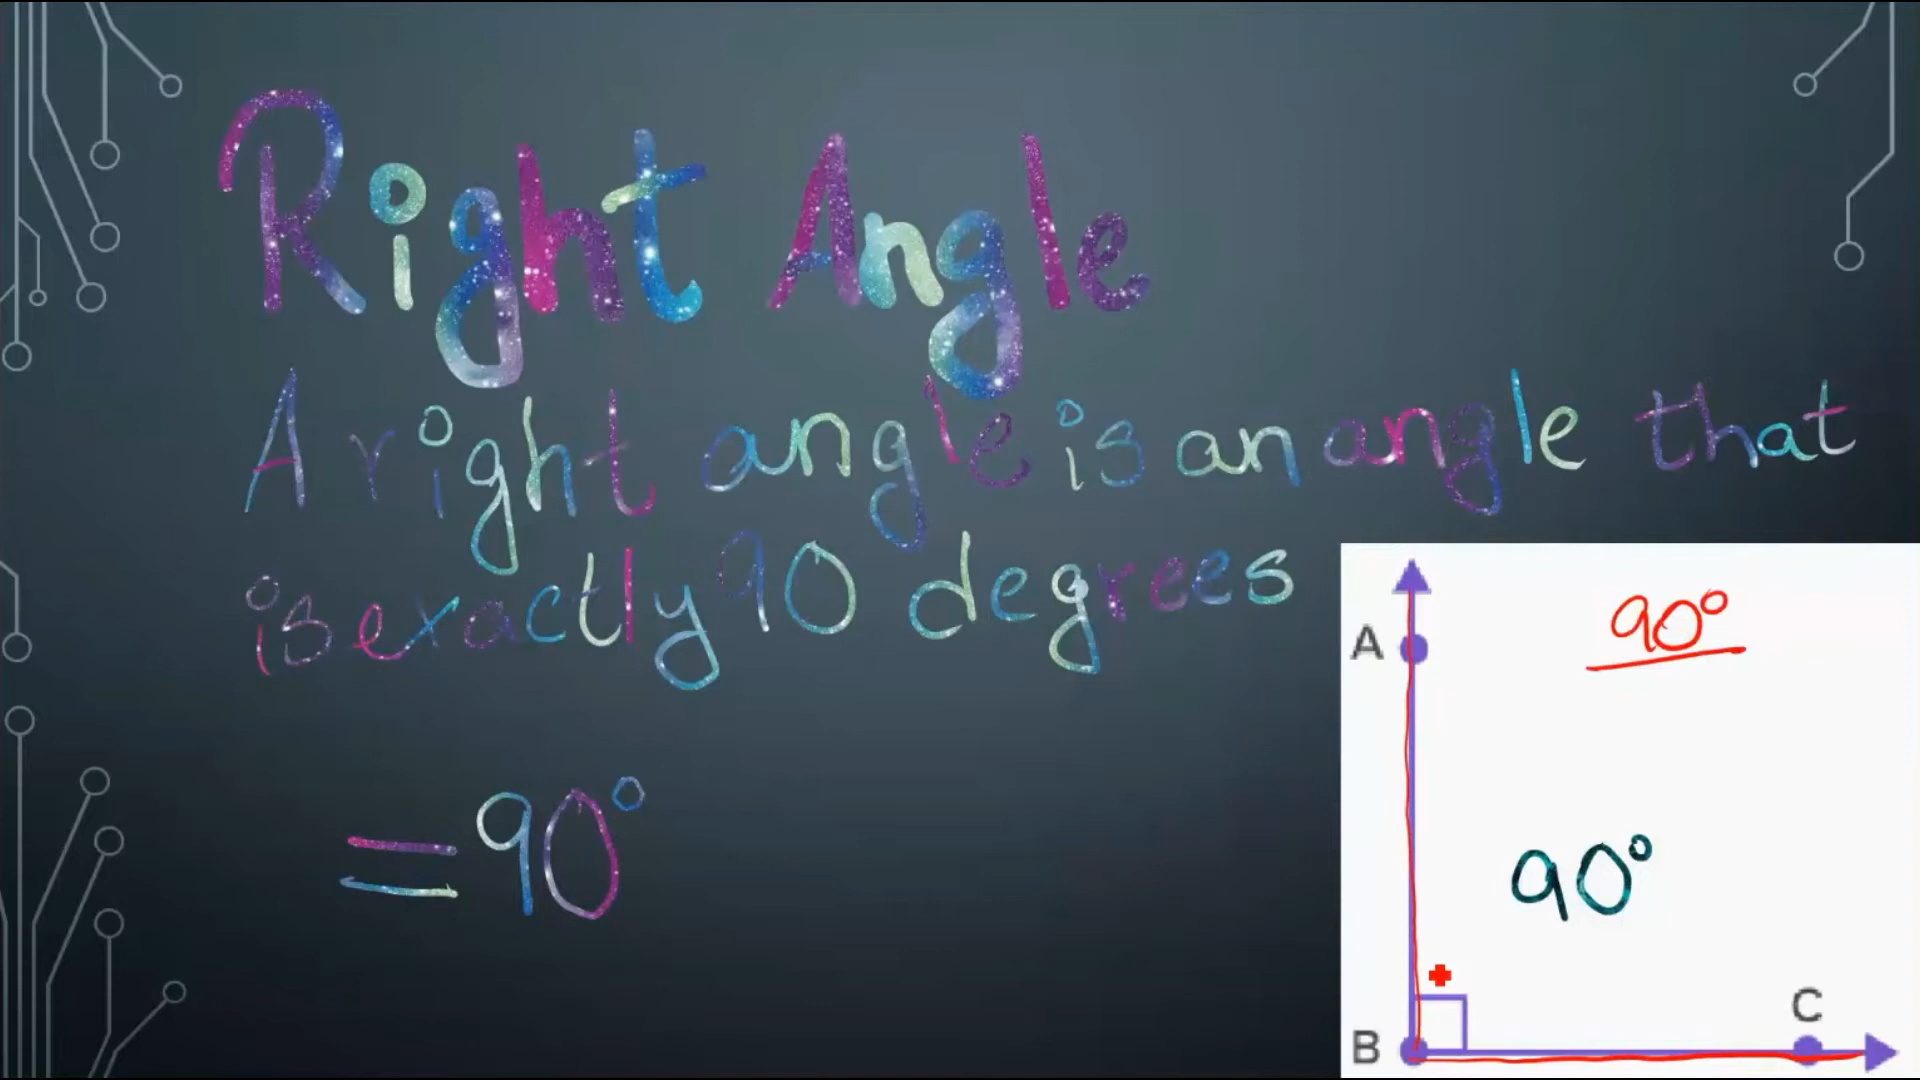 Right Angle
A right angle is an angle that
is exactly 90 degrees
=90°
90°
A
90°
C
B